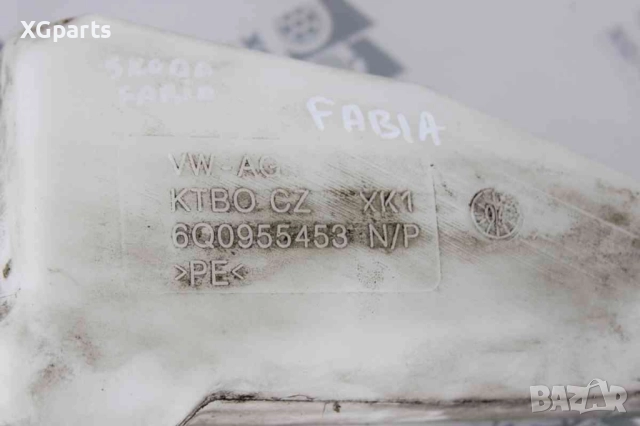 XGparts
SKODA
FABIA
FABIA
VW AG
KTBO CZ XK1
6Q0955453 N/P
>PE<
BAZAR